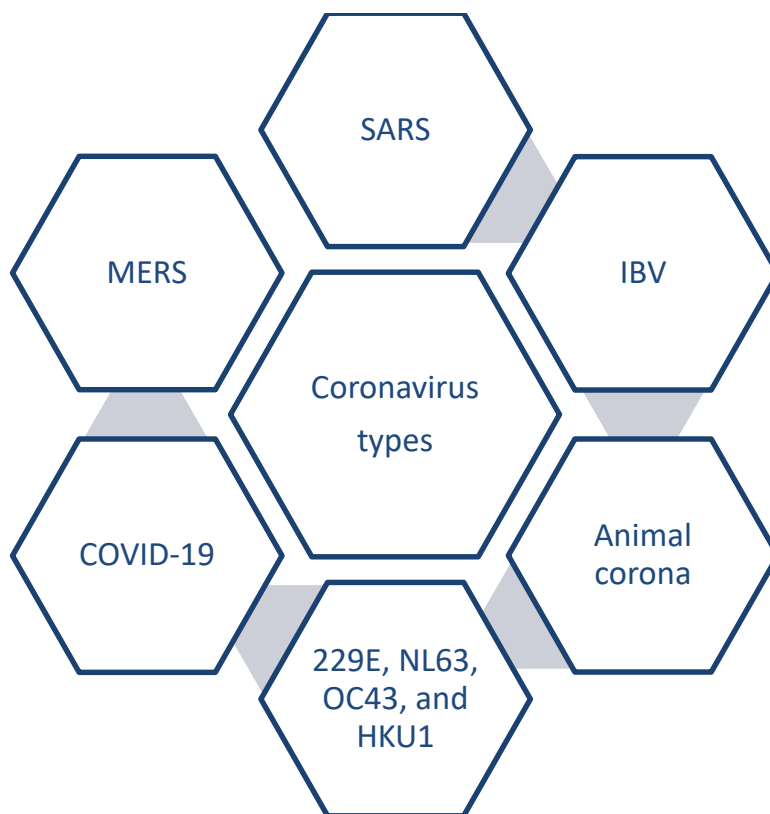 SARS
MERS
IBV
Coronavirus
types
COVID-19
Animal
corona
229E, NL63,
OC43, and
HKU1